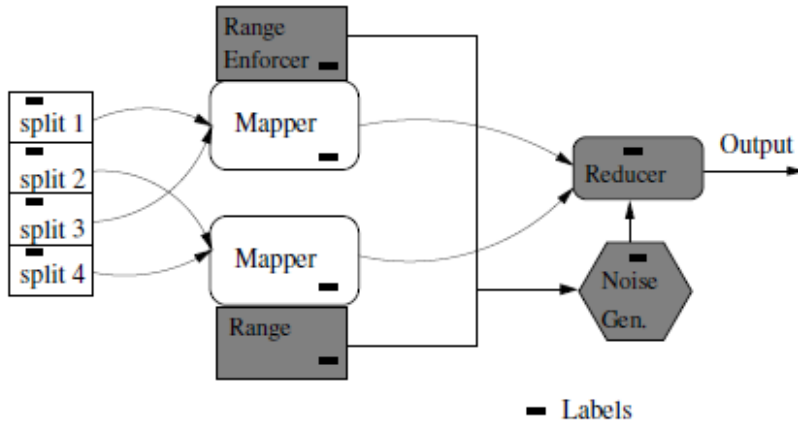 Range
Enforcer
split 1
split 2
split 3
split 4
Mapper
Mapper
Range
Reducer
Output
Noise
Gen.
Labels